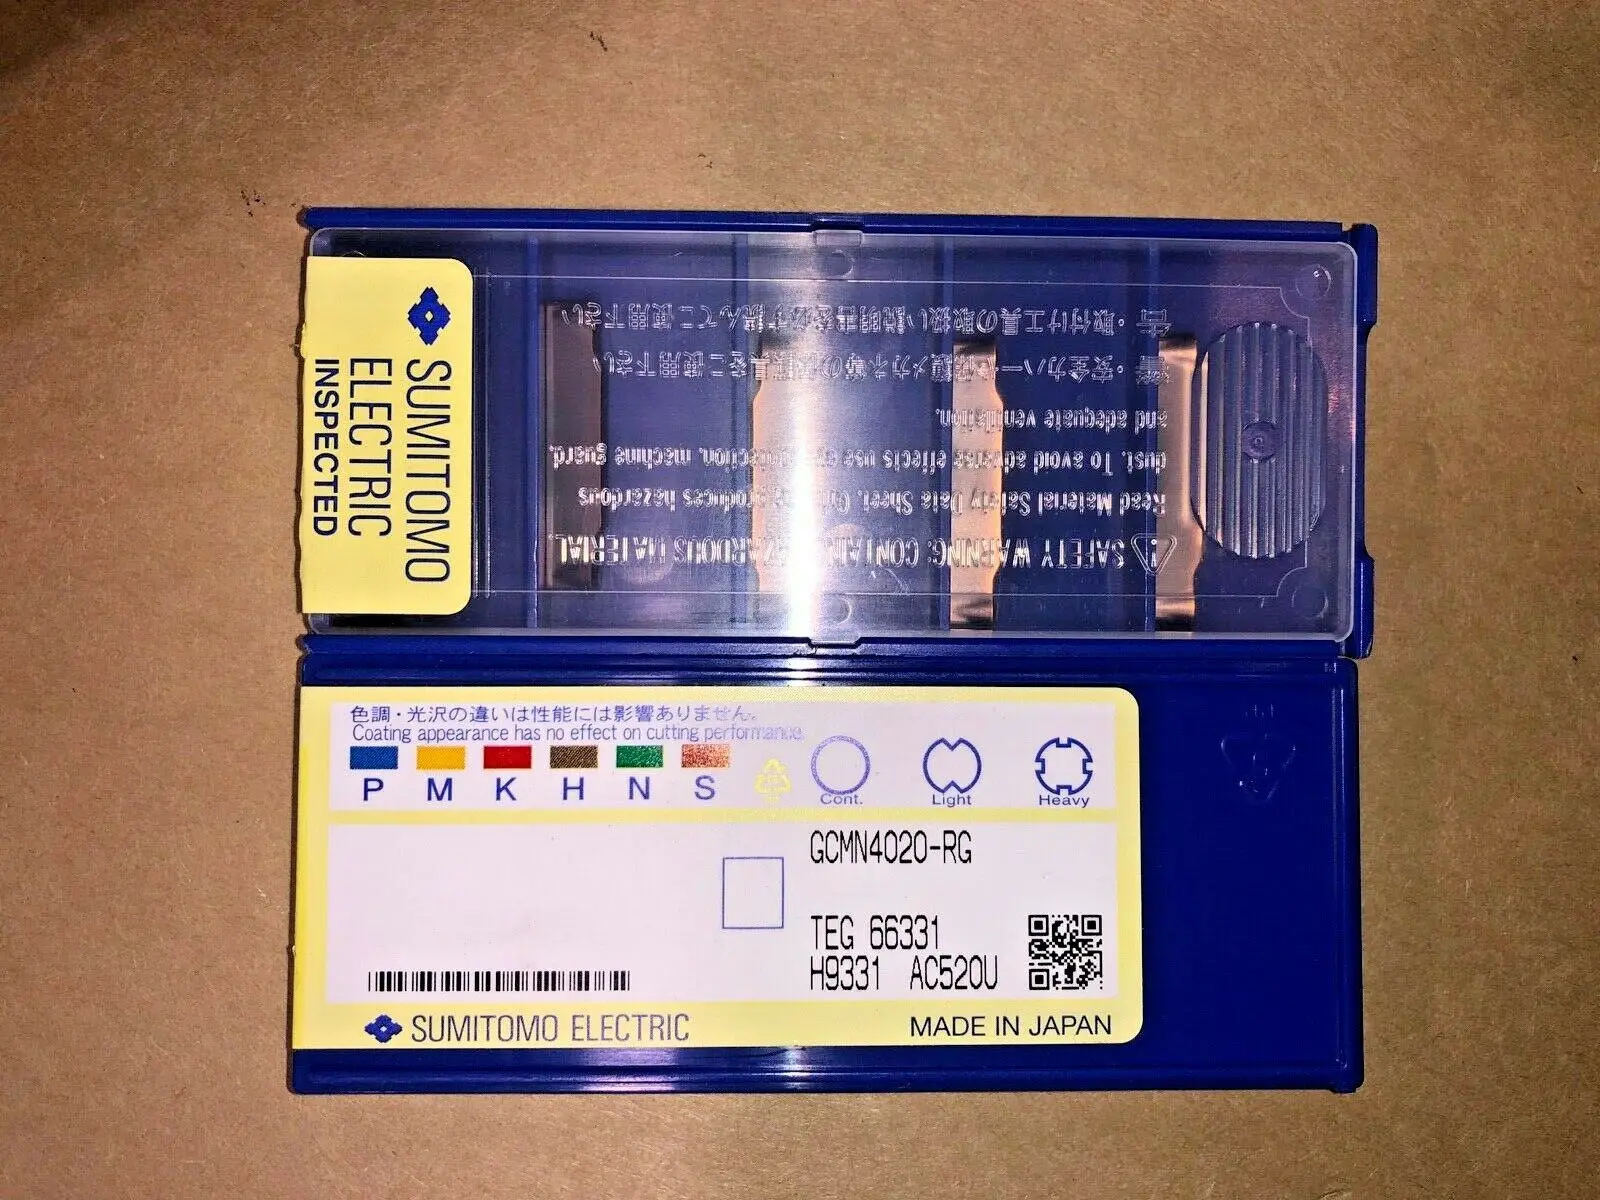 SUMITOMO
ELECTRIC
INSPECTED
SAFETY WARNING: CONTAINS HAZARDOUS MATERIAL.
Read Material Safety Data Sheet. produces hazardous
dust. To avoid adverse effects use protection, machine guard,
and adequate ventilation.
色調・光沢の違いは性能には影響ありません。
Coating appearance has no effect on cutting performance.
P M K H N S
Cont. Light Heavy
GCMN4020-RG
TEG 66331
H9331 AC520U
SUMITOMO ELECTRIC
MADE IN JAPAN